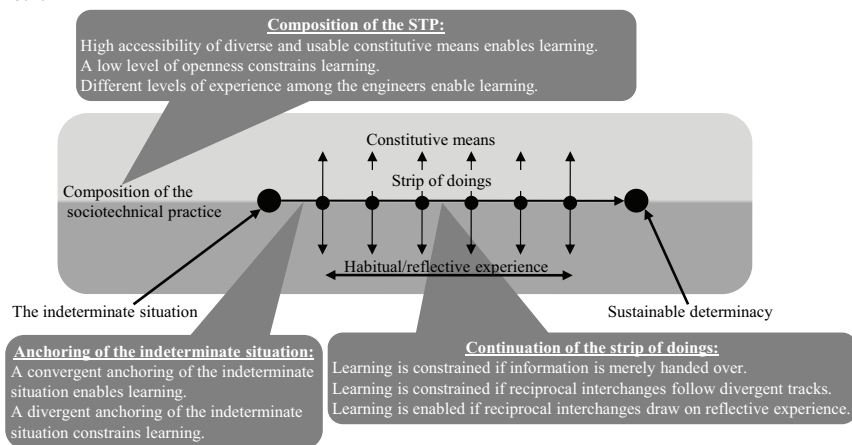 Composition of the STP:
High accessibility of diverse and usable constitutive means enables learning.
A low level of openness constrains learning.
Different levels of experience among the engineers enable learning.
Constitutive means
Strip of doings
Composition of the
sociotechnical practice
Habitual/reflective experience
The indeterminate situation
Sustainable determinacy
Anchoring of the indeterminate situation:
A convergent anchoring of the indeterminate
situation enables learning.
A divergent anchoring of the indeterminate
situation constrains learning.
Continuation of the strip of doings:
Learning is constrained if information is merely handed over.
Learning is constrained if reciprocal interchanges follow divergent tracks.
Learning is enabled if reciprocal interchanges draw on reflective experience.